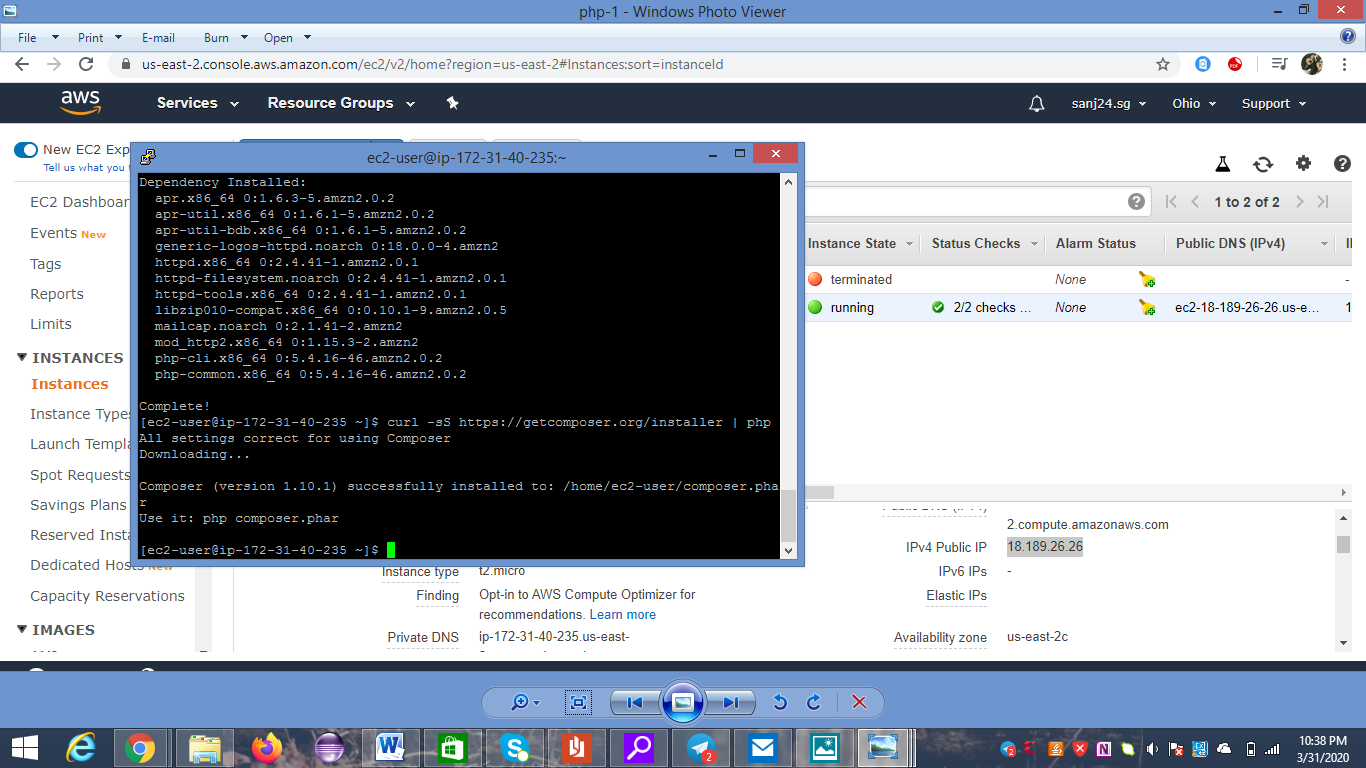 php-1 - Windows Photo Viewer
File Print E-mail Burn Open
us-east-2.console.aws.amazon.com/ec2/v2/home?region=us-east-2#Instances:sort=instanceId
aws Services Resource Groups sanj24.sg Ohio Support
New EC2 Exp
Tell us what you
EC2 Dashboar
Events New
Tags
Reports
Limits
INSTANCES
Instances
Instance Types
Launch Templa
Spot Requests
Savings Plans
Reserved Insta
Dedicated Hosts New
Capacity Reservations
IMAGES
ec2-user@ip-172-31-40-235:~
Dependency Installed:
apr.x86_64 0:1.6.3-5.amzn2.0.2
apr-util.x86_64 0:1.6.1-5.amzn2.0.2
apr-util-bdb.x86_64 0:1.6.1-5.amzn2.0.2
generic-logos-httpd.noarch 0:18.0.0-4.amzn2
httpd.x86_64 0:2.4.41-1.amzn2.0.1
httpd-filesystem.noarch 0:2.4.41-1.amzn2.0.1
httpd-tools.x86_64 0:2.4.41-1.amzn2.0.1
libzip010-compat.x86_64 0:0.10.1-9.amzn2.0.5
mailcap.noarch 0:2.1.41-2.amzn2
mod_http2.x86_64 0:1.15.3-2.amzn2
php-cli.x86_64 0:5.4.16-46.amzn2.0.2
php-common.x86_64 0:5.4.16-46.amzn2.0.2
Complete!
[ec2-user@ip-172-31-40-235 ~]$ curl -sS https://getcomposer.org/installer | php
All settings correct for using Composer
Downloading...
Composer (version 1.10.1) successfully installed to: /home/ec2-user/composer.pha
r
Use it: php composer.phar
[ec2-user@ip-172-31-40-235 ~]$
1 to 2 of 2
Instance State Status Checks Alarm Status Public DNS (IPv4)
terminated None -
running 2/2 checks ... None ec2-18-189-26-26.us-e... 1
Public DNS (IPv4)
2.compute.amazonaws.com
IPv4 Public IP 18.189.26.26
Instance type t2.micro
IPv6 IPs -
Finding Opt-in to AWS Compute Optimizer for
recommendations. Learn more
Elastic IPs
Private DNS ip-172-31-40-235.us-east-
Availability zone us-east-2c
2
10:38 PM
3/31/2020